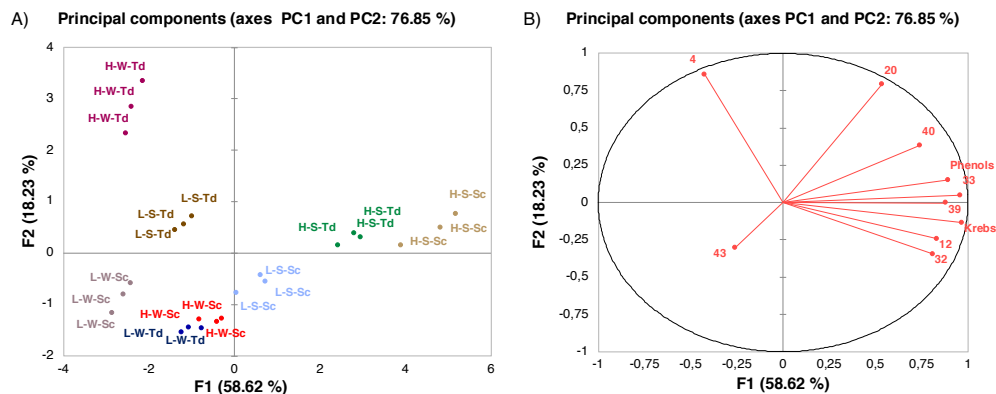 A)
Principal components (axes PC1 and PC2: 76.85 %)
4
3
2
1
0
-1
-2
-4
-2
0
2
4
6
F2 (18.23 %)
F1 (58.62 %)
H-W-Td
H-W-Td
H-W-Td
L-S-Td
L-S-Td
L-S-Td
H-S-Td
H-S-Td
H-S-Td
H-S-Sc
H-S-Sc
H-S-Sc
L-S-Sc
L-S-Sc
L-S-Sc
L-W-Sc
L-W-Sc
L-W-Sc
H-W-Sc
H-W-Sc
H-W-Sc
L-W-Td
L-W-Td
B)
Principal components (axes PC1 and PC2: 76.85 %)
1
0,75
0,5
0,25
0
-0,25
-0,5
-0,75
-1
-1
-0,75
-0,5
-0,25
0
0,25
0,5
0,75
1
F2 (18.23 %)
F1 (58.62 %)
4
20
40
Phenols
33
39
Krebs
12
32
43